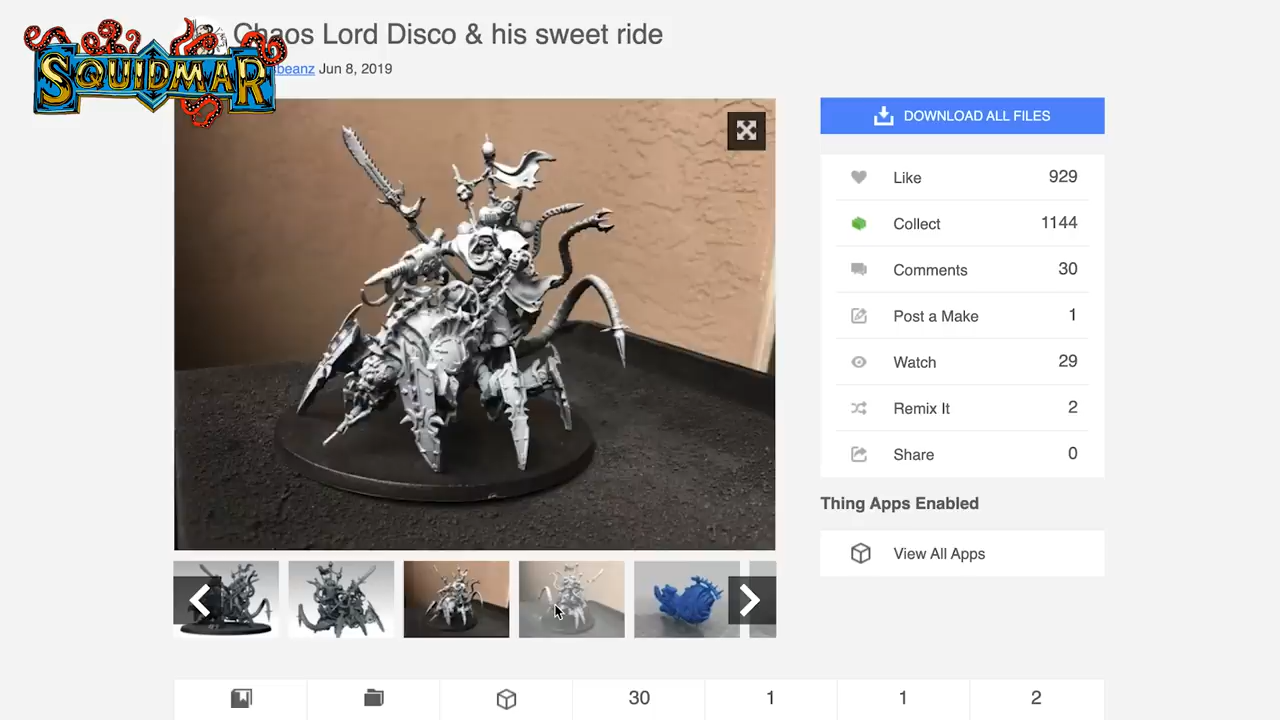 Chaos Lord Disco & his sweet ride
SQUIDMAR
beanz Jun 8, 2019
DOWNLOAD ALL FILES
Like 929
Collect 1144
Comments 30
Post a Make 1
Watch 29
Remix It 2
Share 0
Thing Apps Enabled
View All Apps
30 1 1 2